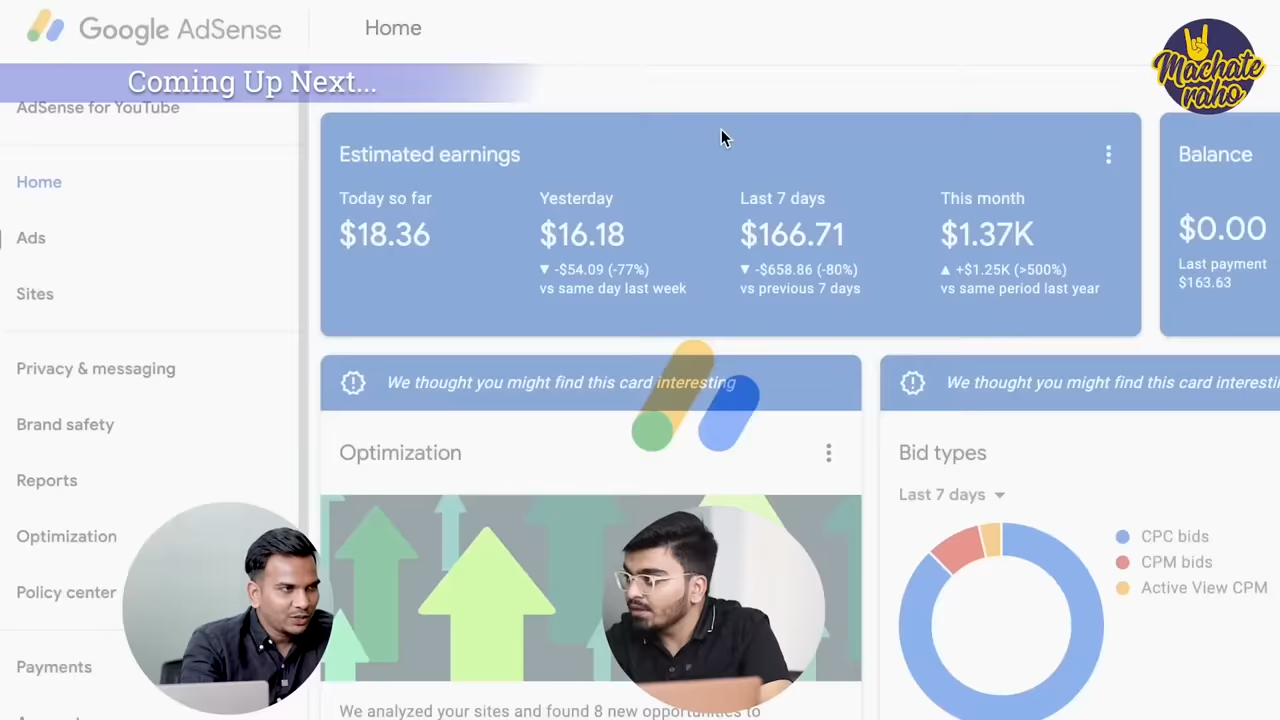 Google AdSense
Home
Machate
raho
Coming Up Next...
AdSense for YouTube
Home
Ads
Sites
Privacy & messaging
Brand safety
Reports
Optimization
Policy center
Payments
Estimated earnings
Today so far
$18.36
Yesterday
$16.18
▼ -$54.09 (-77%)
vs same day last week
Last 7 days
$166.71
▼ -$658.86 (-80%)
vs previous 7 days
This month
$1.37K
▲ +$1.25K (>500%)
vs same period last year
Balance
$0.00
Last payment
$163.63
We thought you might find this card interesting
Optimization
We analyzed your sites and found 8 new opportunities to
We thought you might find this card
Bid types
Last 7 days
CPC bids
CPM bids
Active View CPM